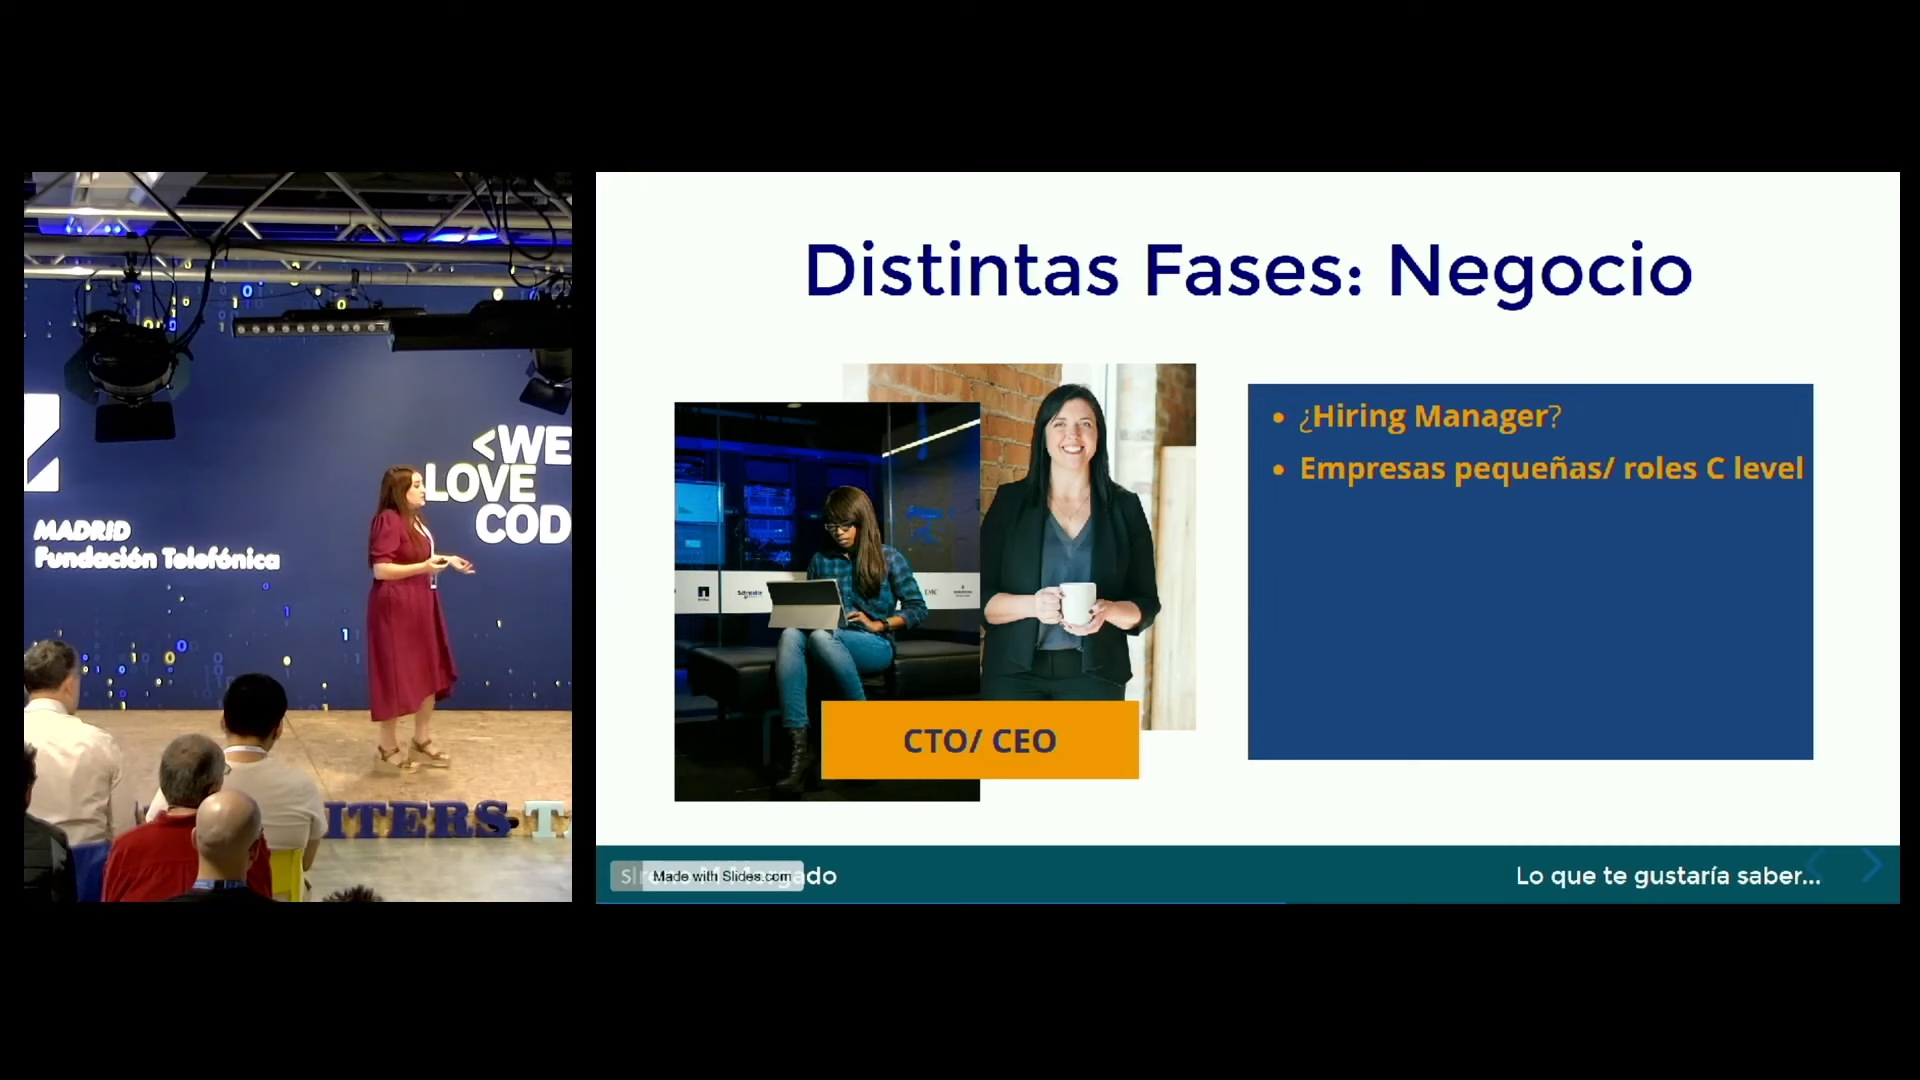 <WE
LOVE
COD
MADRID
Fundación Telefónica
ITERS
Distintas Fases: Negocio
¿Hiring Manager?
Empresas pequeñas/ roles C level
CTO/ CEO
Made with Slides.com
Lo que te gustaría saber...